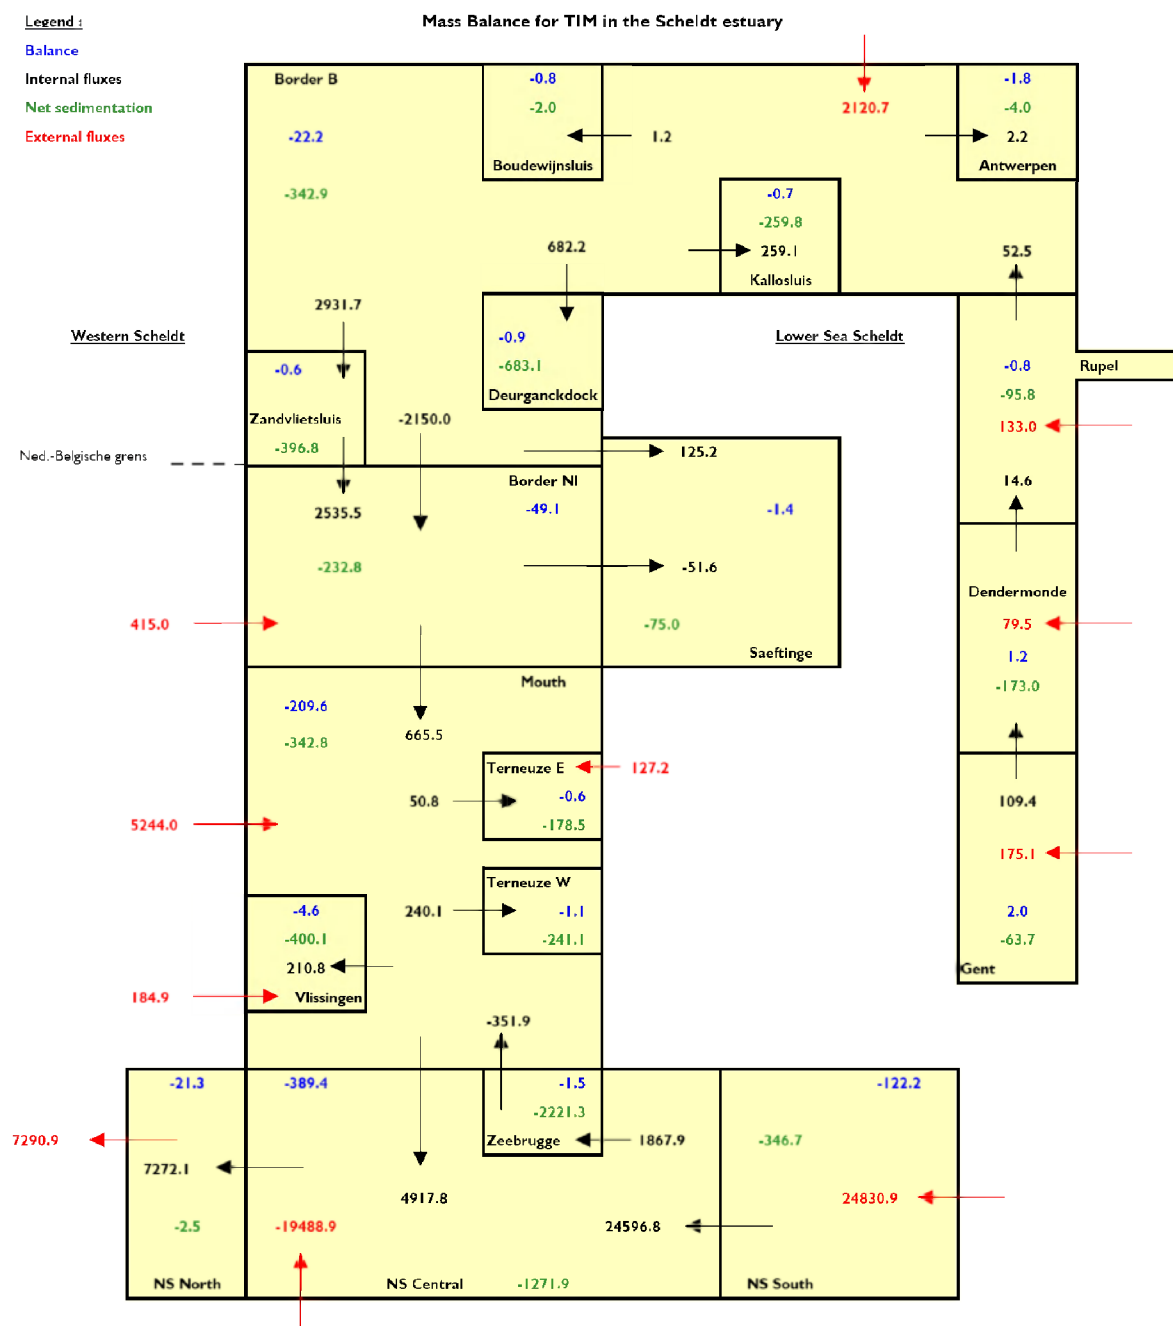 Legend :
Mass Balance for TIM in the Scheldt estuary
Balance
Internal fluxes
Net sedimentation
External fluxes
Border B
-22.2
-342.9
-0.8
-2.0
1.2
Boudewijnsluis
2120.7
-1.8
-4.0
2.2
Antwerpen
-0.7
-259.8
259.1
Kallosluis
682.2
52.5
2931.7
Western Scheldt
Lower Sea Scheldt
-0.9
-683.1
Deurganckdock
-0.6
Zandvlietsluis
-396.8
-2150.0
-0.8
Rupel
-95.8
133.0
14.6
Ned.-Belgische grens
125.2
Border Nl
-49.1
2535.5
-232.8
-1.4
-51.6
-75.0
Saeftinge
415.0
Dendermonde
79.5
1.2
-173.0
Mouth
-209.6
-342.8
665.5
Terneuze E
127.2
50.8
-0.6
-178.5
5244.0
109.4
175.1
2.0
-63.7
Gent
Terneuze W
240.1
-1.1
-241.1
-4.6
-400.1
210.8
184.9
Vlissingen
-351.9
-21.3
-389.4
-1.5
-2221.3
Zeebrugge
1867.9
-122.2
-346.7
7290.9
7272.1
4917.8
24830.9
-2.5
-19488.9
24596.8
NS North
NS Central
-1271.9
NS South